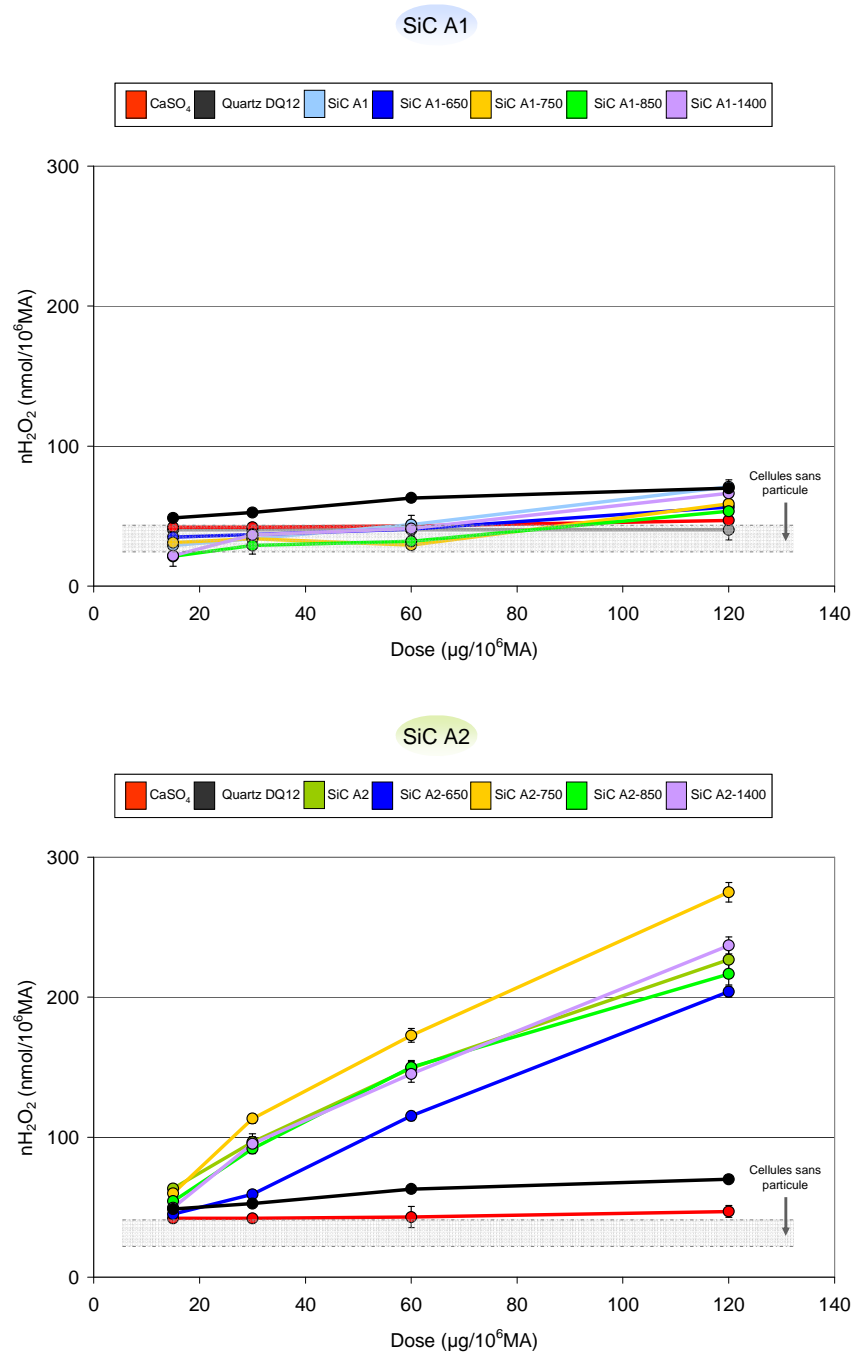 SiC A1
CaSO₄ Quartz DQ12 SiC A1 SiC A1-650 SiC A1-750 SiC A1-850 SiC A1-1400
300
200
100
0
nH₂O₂ (nmol/10⁶MA)
Cellules sans
particule
0 20 40 60 80 100 120 140
Dose (µg/10⁶MA)
SiC A2
CaSO₄ Quartz DQ12 SiC A2 SiC A2-650 SiC A2-750 SiC A2-850 SiC A2-1400
300
200
100
0
nH₂O₂ (nmol/10⁶MA)
Cellules sans
particule
0 20 40 60 80 100 120 140
Dose (µg/10⁶MA)